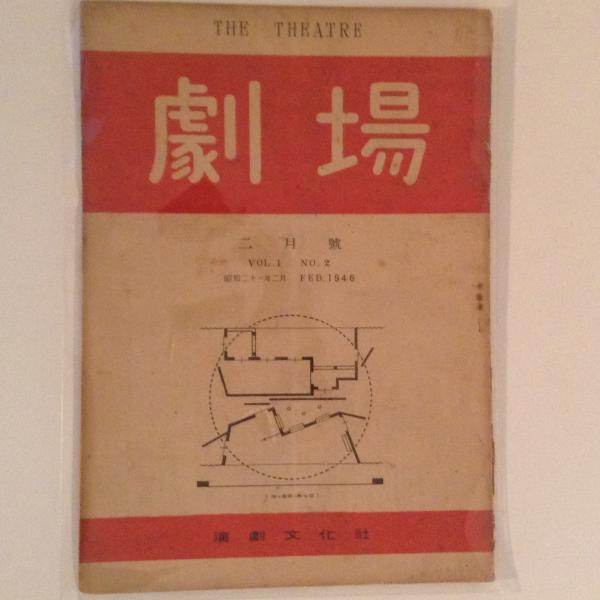 THE THEATRE
劇場
二月號
VOL.1 NO.2
昭和二十一年二月 FEB.1946
演劇文化社